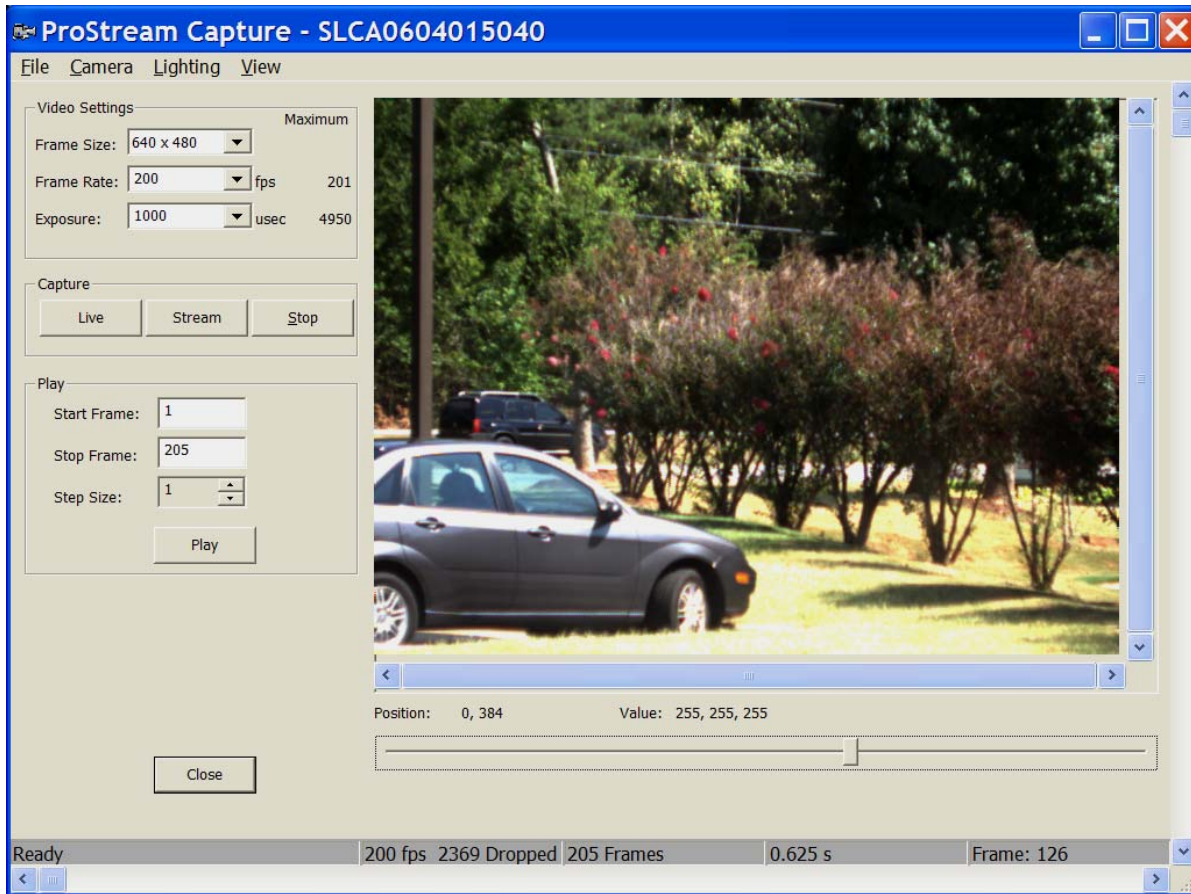 ProStream Capture - SLCA0604015040
File Camera Lighting View
Video Settings
Maximum
Frame Size: 640 x 480
Frame Rate: 200 fps 201
Exposure: 1000 usec 4950
Capture
Live Stream Stop
Play
Start Frame: 1
Stop Frame: 205
Step Size: 1
Play
Position: 0, 384 Value: 255, 255, 255
Close
Ready 200 fps 2369 Dropped 205 Frames 0.625 s Frame: 126